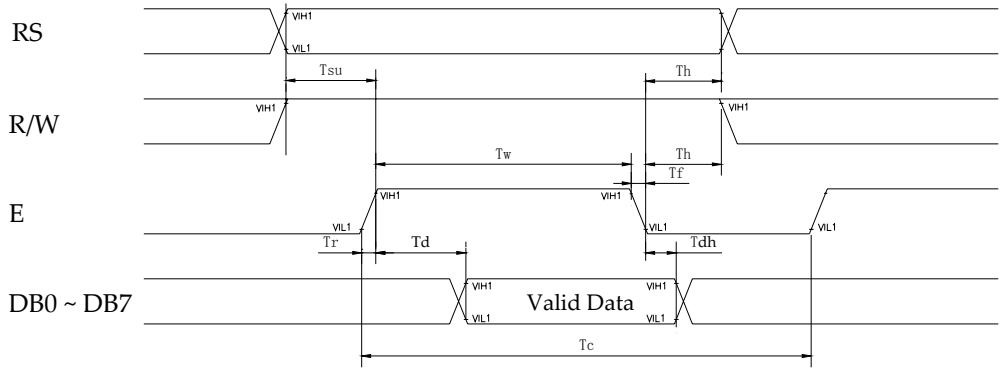 RS
VIH1
VIL1
Tsu
Th
R/W
VIH1
VIH1
Tw
Th
Tf
E
VIH1
VIH1
VIL1
VIL1
VIL1
Tr
Td
Tdh
DB0 ~ DB7
VIH1
Valid Data
VIH1
VIL1
VIL1
Tc